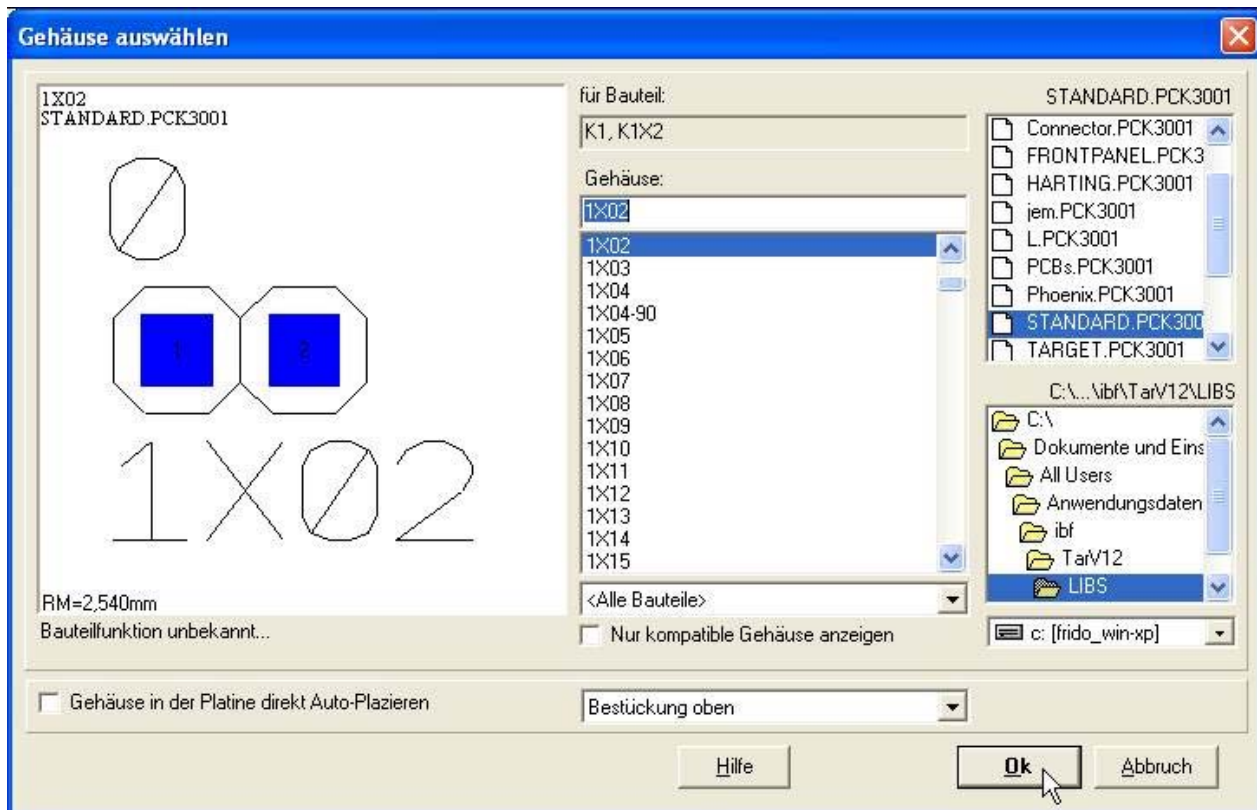 Gehäuse auswählen
1X02
STANDARD.PCK3001
0
1 2
1X02
RM=2,540mm
Bauteilfunktion unbekannt...
für Bauteil:
K1, K1X2
Gehäuse:
1X02
1X02
1X03
1X04
1X04-90
1X05
1X06
1X07
1X08
1X09
1X10
1X11
1X12
1X13
1X14
1X15
<Alle Bauteile>
Nur kompatible Gehäuse anzeigen
STANDARD.PCK3001
Connector.PCK3001
FRONTPANEL.PCK3
HARTING.PCK3001
jem.PCK3001
L.PCK3001
PCBs.PCK3001
Phoenix.PCK3001
STANDARD.PCK300
TARGET.PCK3001
C:\...\ibf\TarV12\LIBS
C:\
Dokumente und Eins
All Users
Anwendungsdaten
ibf
TarV12
LIBS
c: [frido_win-xp]
Gehäuse in der Platine direkt Auto-Plazieren
Bestückung oben
Hilfe
Ok
Abbruch